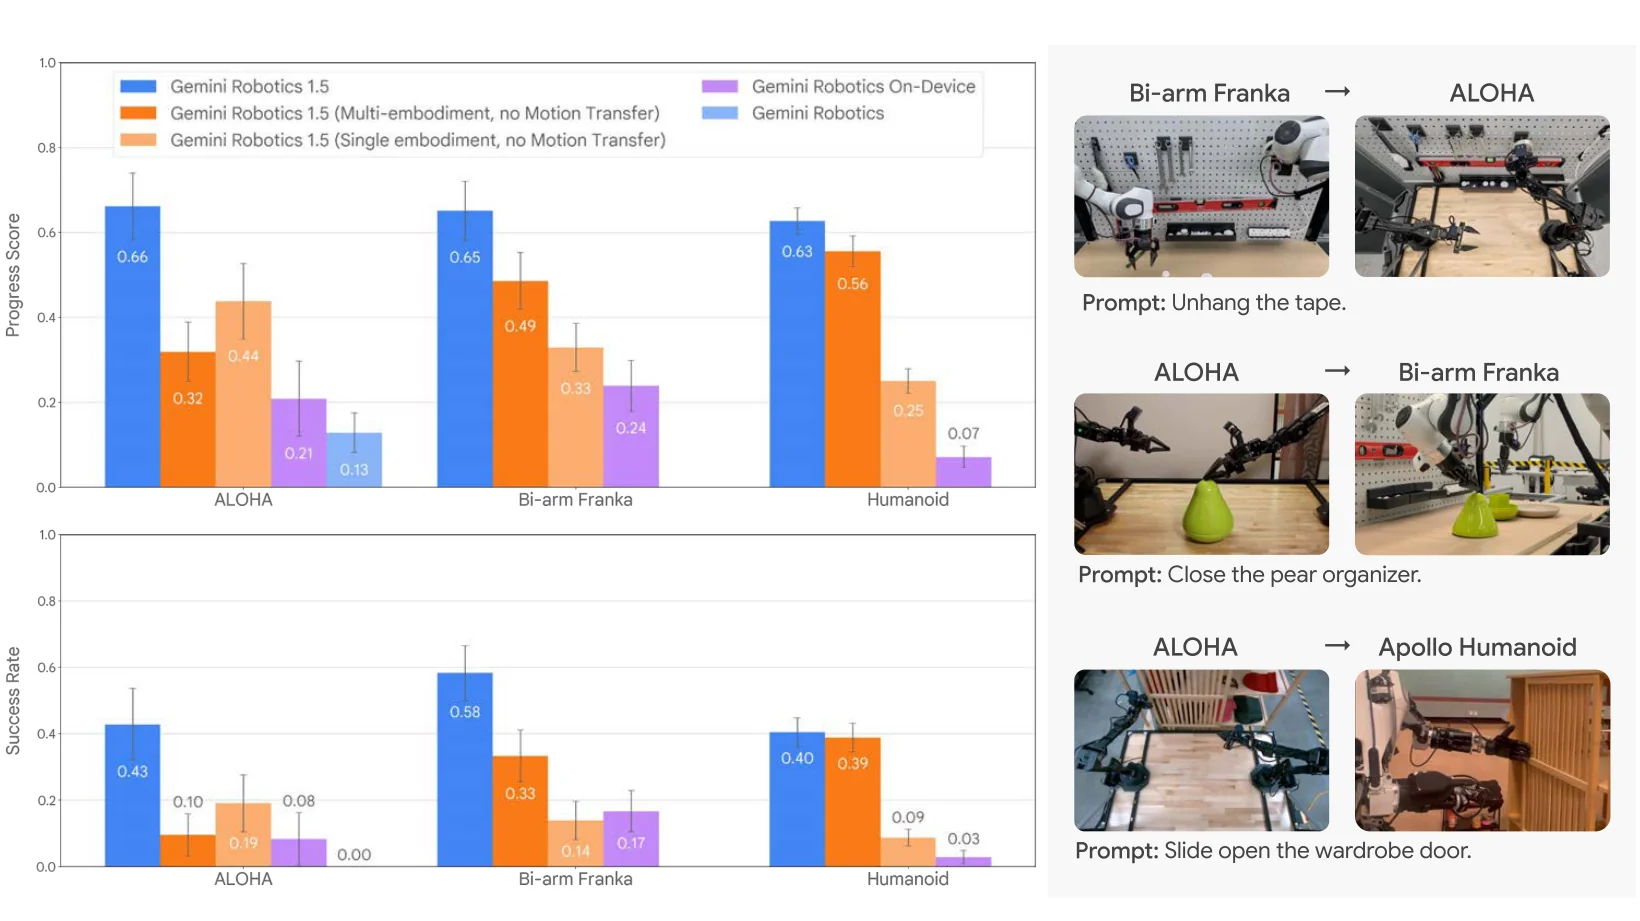 1.0
Gemini Robotics 1.5
Gemini Robotics 1.5 (Multi-embodiment, no Motion Transfer)
Gemini Robotics 1.5 (Single embodiment, no Motion Transfer)
Gemini Robotics On-Device
Gemini Robotics
0.8
0.6
0.4
0.2
0.0
Progress Score
0.66
0.32
0.44
0.21
0.13
0.65
0.49
0.33
0.24
0.63
0.56
0.25
0.07
ALOHA
Bi-arm Franka
Humanoid
1.0
0.8
0.6
0.4
0.2
0.0
Success Rate
0.43
0.10
0.19
0.08
0.00
0.58
0.33
0.14
0.17
0.40
0.39
0.09
0.03
ALOHA
Bi-arm Franka
Humanoid
Bi-arm Franka → ALOHA
Prompt: Unhang the tape.
ALOHA → Bi-arm Franka
Prompt: Close the pear organizer.
ALOHA → Apollo Humanoid
Prompt: Slide open the wardrobe door.